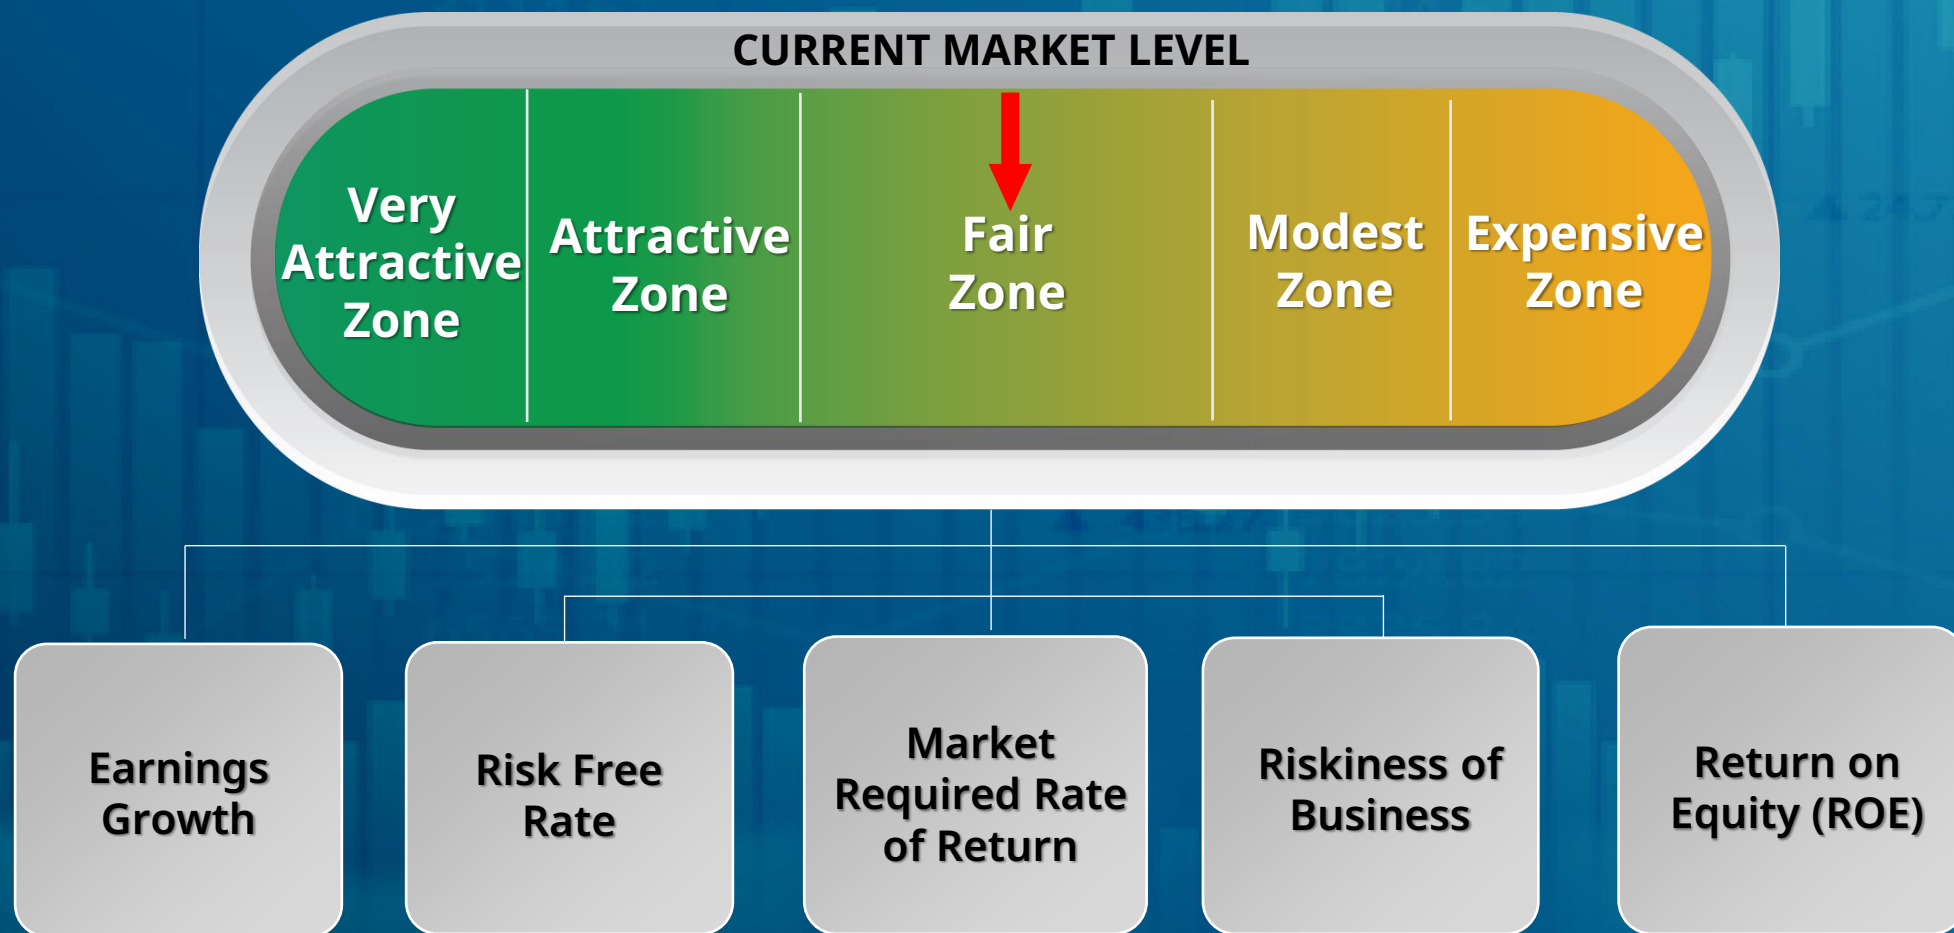 CURRENT MARKET LEVEL
Very
Attractive
Zone
Attractive
Zone
Fair
Zone
Modest
Zone
Expensive
Zone
Earnings
Growth
Risk Free
Rate
Market
Required Rate
of Return
Riskiness of
Business
Return on
Equity (ROE)